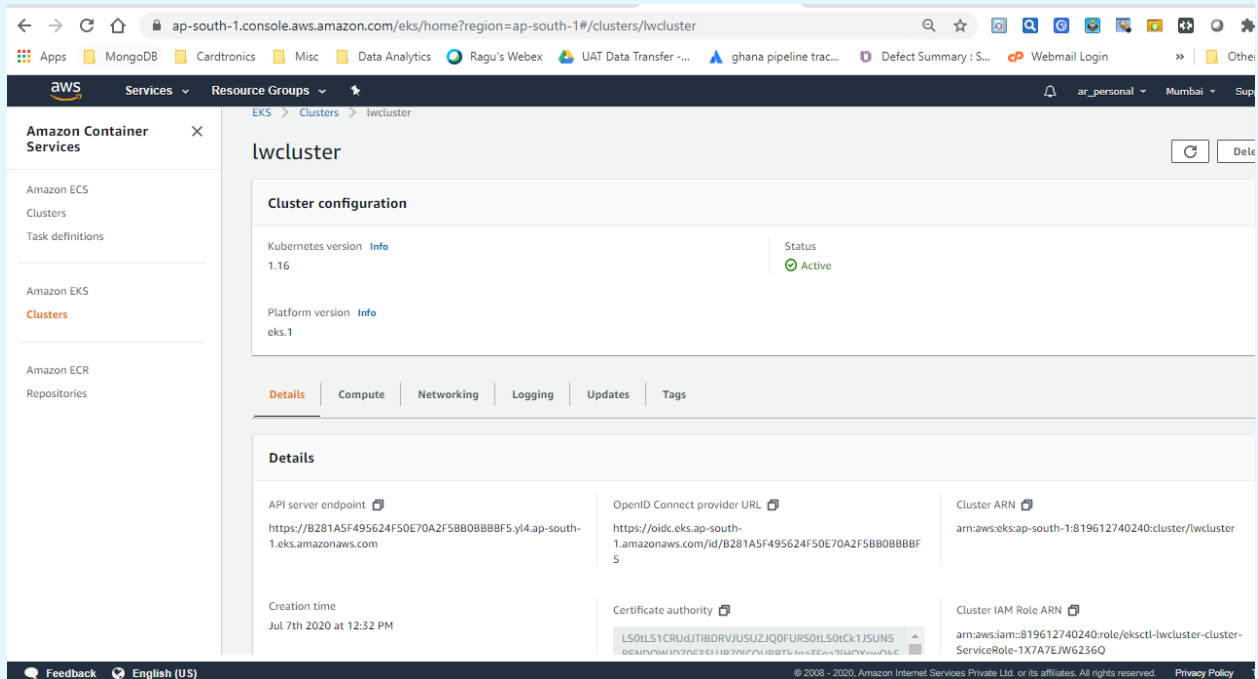 ap-south-1.console.aws.amazon.com/eks/home?region=ap-south-1#/clusters/lwcluster
Apps MongoDB Cardtronics Misc Data Analytics Ragu's Webex UAT Data Transfer -... ghana pipeline trac... Defect Summary : S... Webmail Login » Other
aws Services Resource Groups ar_personal Mumbai Supp
Amazon Container
Services
Amazon ECS
Clusters
Task definitions
Amazon EKS
Clusters
Amazon ECR
Repositories
EKS > Clusters > lwcluster
lwcluster
Dele
Cluster configuration
Kubernetes version Info
1.16
Status
Active
Platform version Info
eks.1
Details Compute Networking Logging Updates Tags
Details
API server endpoint
https://B281A5F495624F50E70A2F5BB0BBBBF5.yl4.ap-south-
1.eks.amazonaws.com
OpenID Connect provider URL
https://oidc.eks.ap-south-
1.amazonaws.com/id/B281A5F495624F50E70A2F5BB0BBBBF
5
Cluster ARN
arn:aws:eks:ap-south-1:819612740240:cluster/lwcluster
Creation time
Jul 7th 2020 at 12:32 PM
Certificate authority
LS0tLS1CRUdJTiBDRVJUSUZJQ0FURS0tLS0tCk1JSUN5
Cluster IAM Role ARN
arn:aws:iam::819612740240:role/eksctl-lwcluster-cluster-
ServiceRole-1X7A7EJW6236Q
Feedback English (US) © 2008 - 2020, Amazon Internet Services Private Ltd. or its affiliates. All rights reserved. Privacy Policy